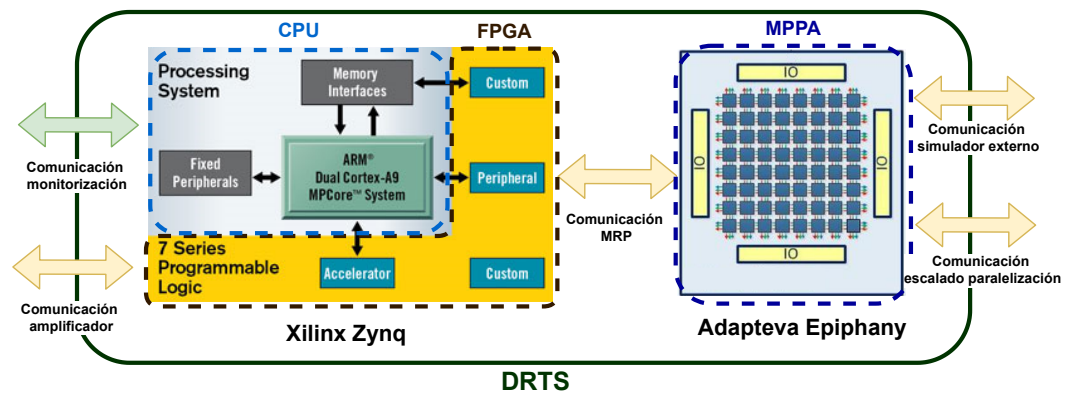 CPU
FPGA
MPPA
Processing
System
Memory
Interfaces
Custom
IO
Fixed
Peripherals
ARM®
Dual Cortex-A9
MPCore™ System
Peripheral
IO
IO
7 Series
Programmable
Logic
Accelerator
Custom
IO
Comunicación
monitorización
Comunicación
amplificador
Comunicación
MRP
Comunicación
simulador externo
Comunicación
escalado paralelización
Xilinx Zynq
Adapteva Epiphany
DRTS